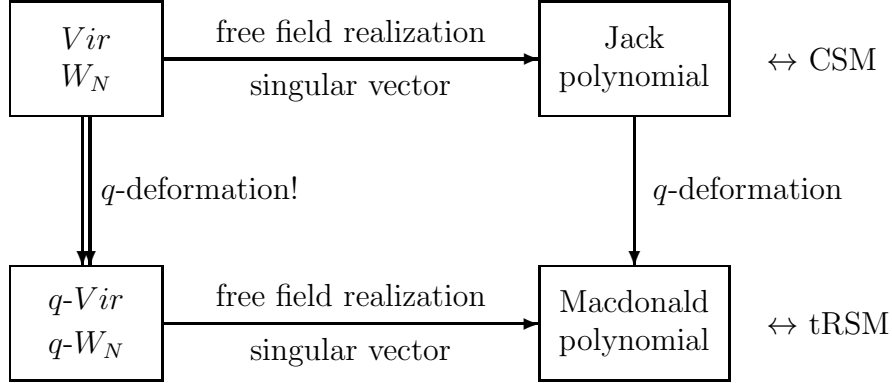 Vir
W_N
free field realization
singular vector
Jack
polynomial
↔ CSM
q-deformation!
q-deformation
q-Vir
q-W_N
free field realization
singular vector
Macdonald
polynomial
↔ tRSM